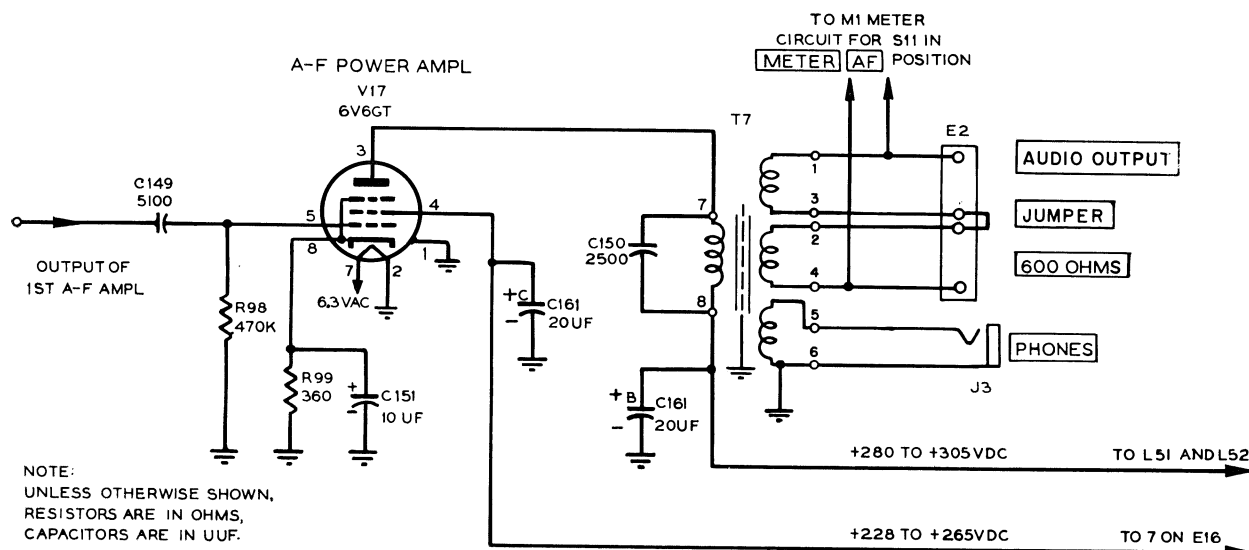 TO M1 METER
CIRCUIT FOR S11 IN
METER AF POSITION
A-F POWER AMPL
V17
6V6GT
T7
E2
3
1
AUDIO OUTPUT
C149
5100
5
4
3
JUMPER
8
7
2
C150
2500
1
7
2
4
600 OHMS
OUTPUT OF
1ST A-F AMPL
6.3VAC
R98
470K
+C
-
C161
20UF
8
5
6
PHONES
J3
R99
360
+
-
C151
10 UF
+B
-
C161
20UF
+280 TO +305VDC
TO L51 AND L52
NOTE:
UNLESS OTHERWISE SHOWN,
RESISTORS ARE IN OHMS,
CAPACITORS ARE IN UUF.
+228 TO +265VDC
TO 7 ON E16